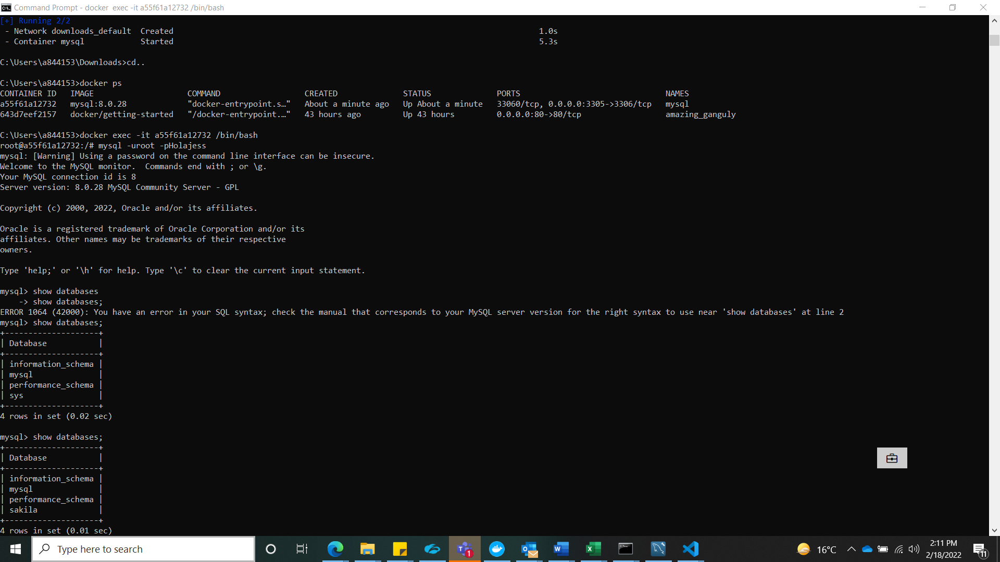 Command Prompt - docker  exec -it a55f61a12732 /bin/bash
[+] Running 2/2
 - Network downloads_default  Created                                                                              1.0s
 - Container mysql            Started                                                                              5.3s
C:\Users\a844153\Downloads>cd..
C:\Users\a844153>docker ps
CONTAINER ID   IMAGE                    COMMAND                  CREATED              STATUS              PORTS                               NAMES
a55f61a12732   mysql:8.0.28             "docker-entrypoint.s…"   About a minute ago   Up About a minute   33060/tcp, 0.0.0.0:3305->3306/tcp   mysql
643d7eef2157   docker/getting-started   "/docker-entrypoint.…"   43 hours ago         Up 43 hours         0.0.0.0:80->80/tcp                  amazing_ganguly
C:\Users\a844153>docker exec -it a55f61a12732 /bin/bash
root@a55f61a12732:/# mysql -uroot -pHolajess
mysql: [Warning] Using a password on the command line interface can be insecure.
Welcome to the MySQL monitor.  Commands end with ; or \g.
Your MySQL connection id is 8
Server version: 8.0.28 MySQL Community Server - GPL
Copyright (c) 2000, 2022, Oracle and/or its affiliates.
Oracle is a registered trademark of Oracle Corporation and/or its
affiliates. Other names may be trademarks of their respective
owners.
Type 'help;' or '\h' for help. Type '\c' to clear the current input statement.
mysql> show databases
    -> show databases;
ERROR 1064 (42000): You have an error in your SQL syntax; check the manual that corresponds to your MySQL server version for the right syntax to use near 'show databases' at line 2
mysql> show databases;
+--------------------+
| Database           |
+--------------------+
| information_schema |
| mysql              |
| performance_schema |
| sys                |
+--------------------+
4 rows in set (0.02 sec)
mysql> show databases;
+--------------------+
| Database           |
+--------------------+
| information_schema |
| mysql              |
| performance_schema |
| sakila             |
+--------------------+
4 rows in set (0.01 sec)
Type here to search
16°C
2:11 PM
2/18/2022
11
1